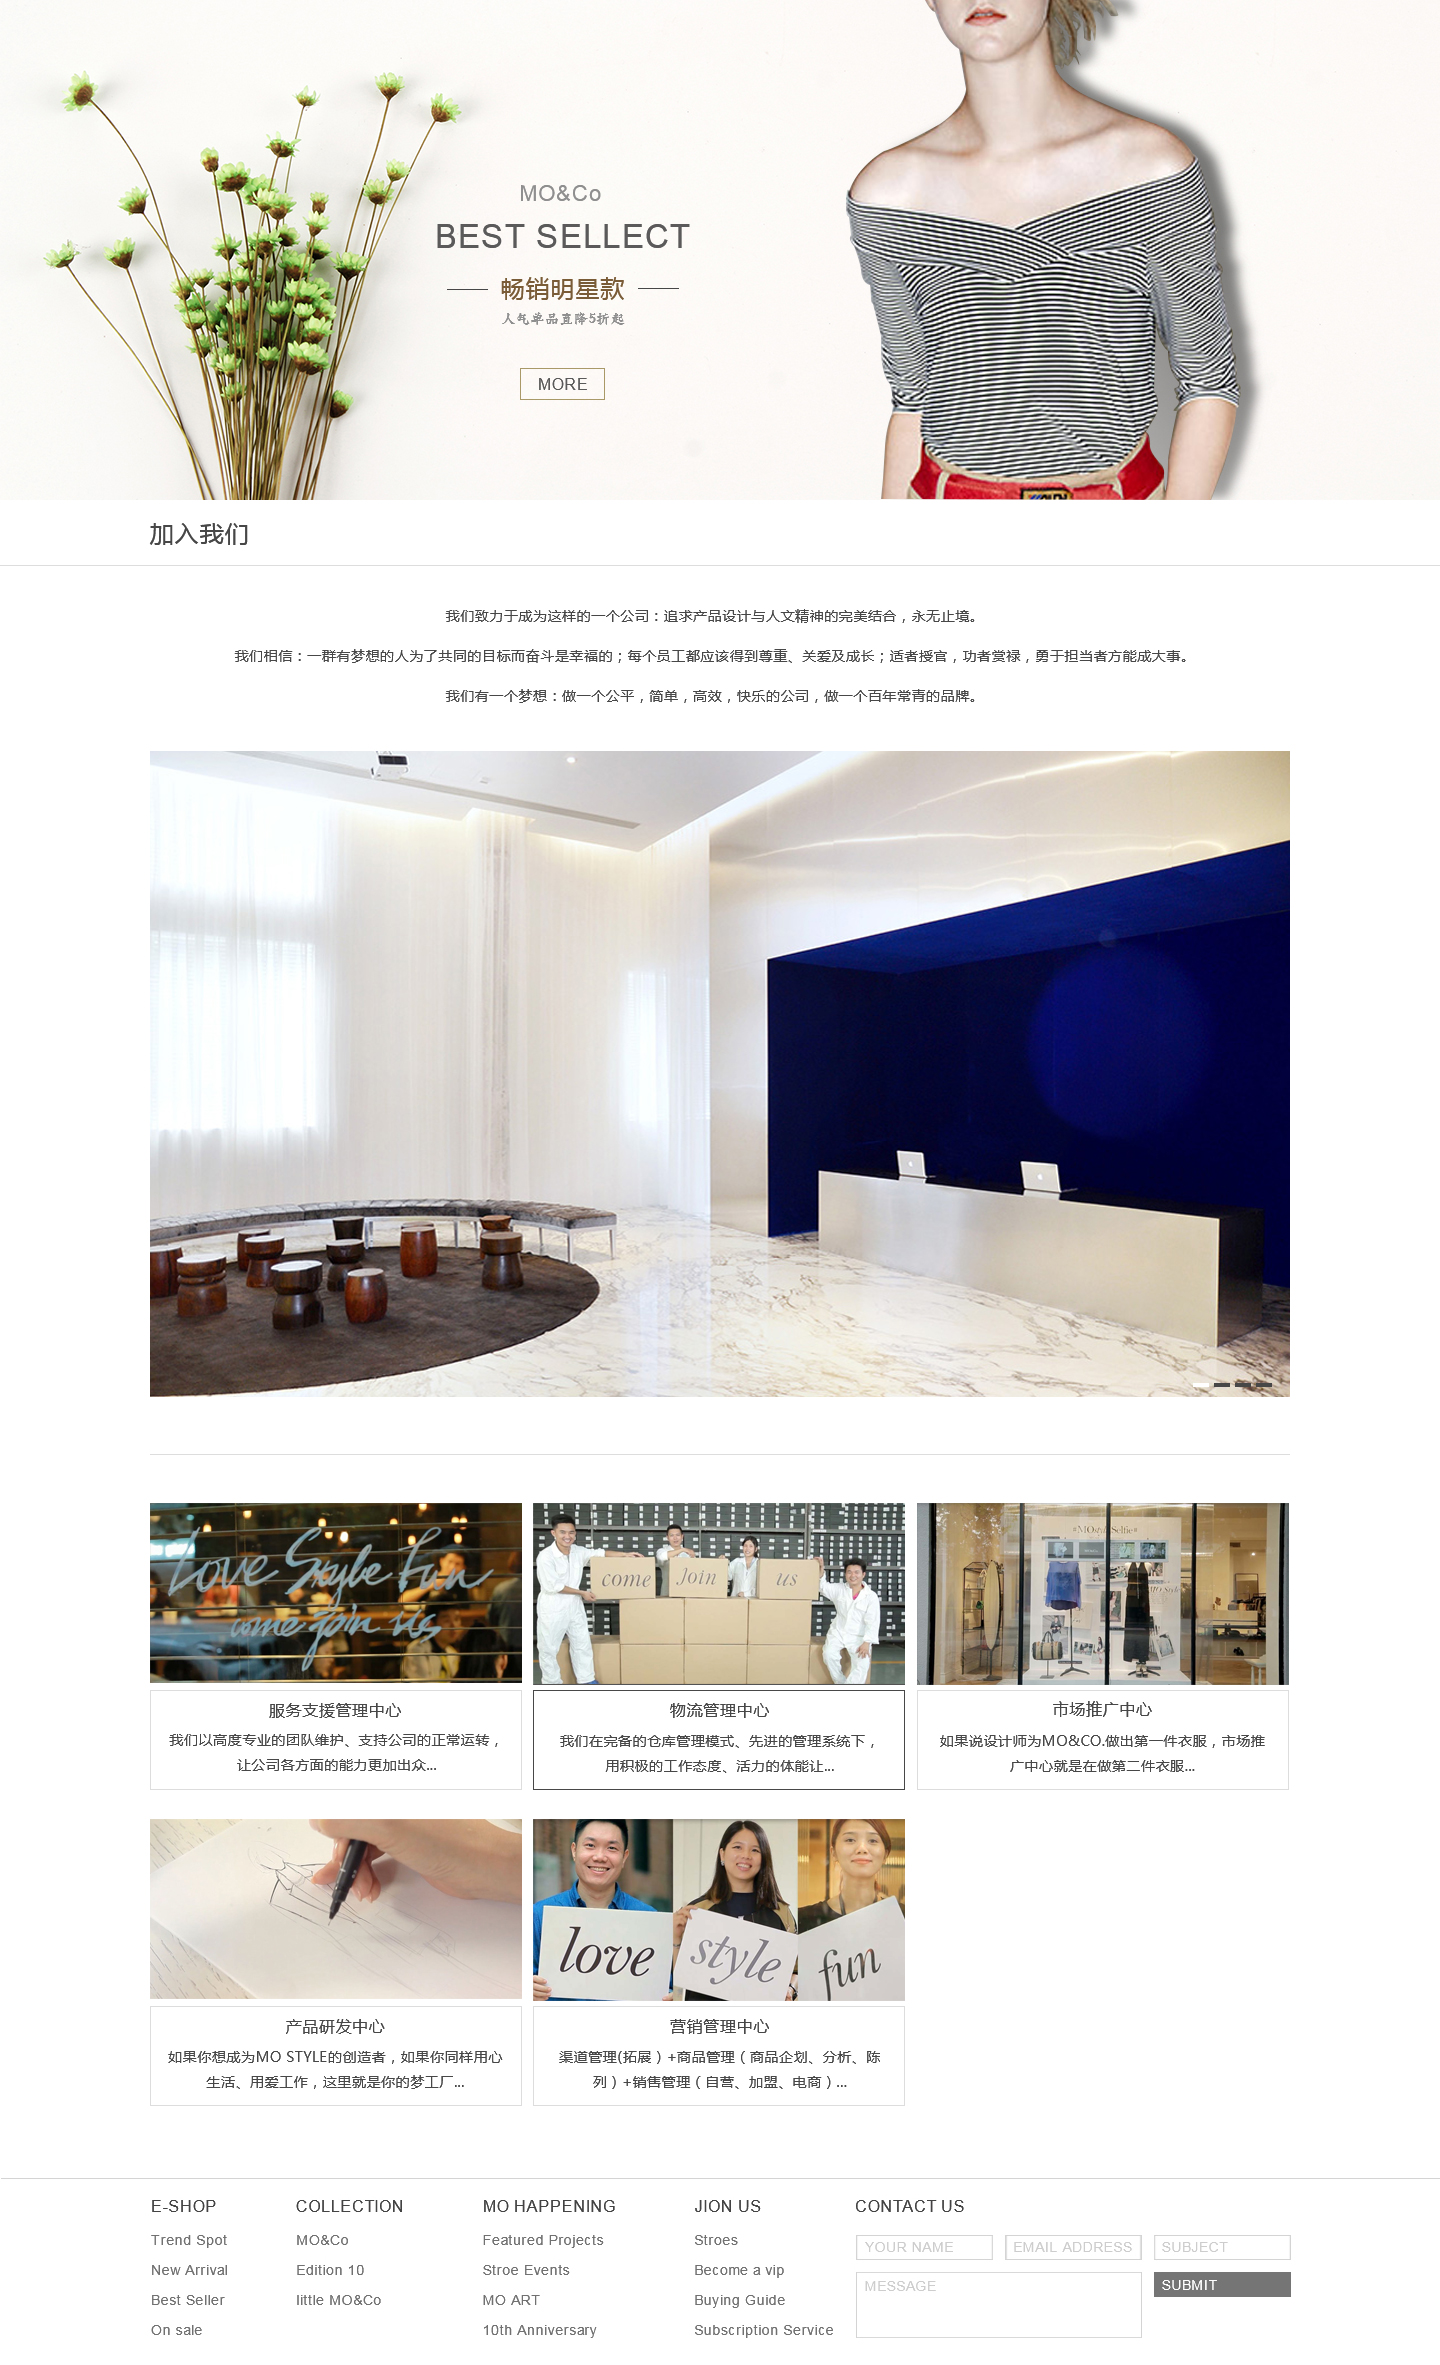 MO&Co
BEST SELLECT
畅销明星款
人气单品直降5折起
MORE
加入我们
我们致力于成为这样的一个公司：追求产品设计与人文精神的完美结合，永无止境。
我们相信：一群有梦想的人为了共同的目标而奋斗是幸福的；每个员工都应该得到尊重、关爱及成长；适者授官，功者赏禄，勇于担当者方能成大事。
我们有一个梦想：做一个公平，简单，高效，快乐的公司，做一个百年常青的品牌。
Love Style Fun
come join us
come join us
#MOstyleSelfie#
服务支援管理中心
我们以高度专业的团队维护、支持公司的正常运转，
让公司各方面的能力更加出众...
物流管理中心
我们在完备的仓库管理模式、先进的管理系统下，
用积极的工作态度、活力的体能让...
市场推广中心
如果说设计师为MO&CO.做出第一件衣服，市场推
广中心就是在做第二件衣服...
love style fun
产品研发中心
如果你想成为MO STYLE的创造者，如果你同样用心
生活、用爱工作，这里就是你的梦工厂...
营销管理中心
渠道管理(拓展）+商品管理（商品企划、分析、陈
列）+销售管理（自营、加盟、电商）...
E-SHOP
Trend Spot
New Arrival
Best Seller
On sale
COLLECTION
MO&Co
Edition 10
little MO&Co
MO HAPPENING
Featured Projects
Stroe Events
MO ART
10th Anniversary
JION US
Stroes
Become a vip
Buying Guide
Subscription Service
CONTACT US
YOUR NAME
EMAIL ADDRESS
SUBJECT
MESSAGE
SUBMIT